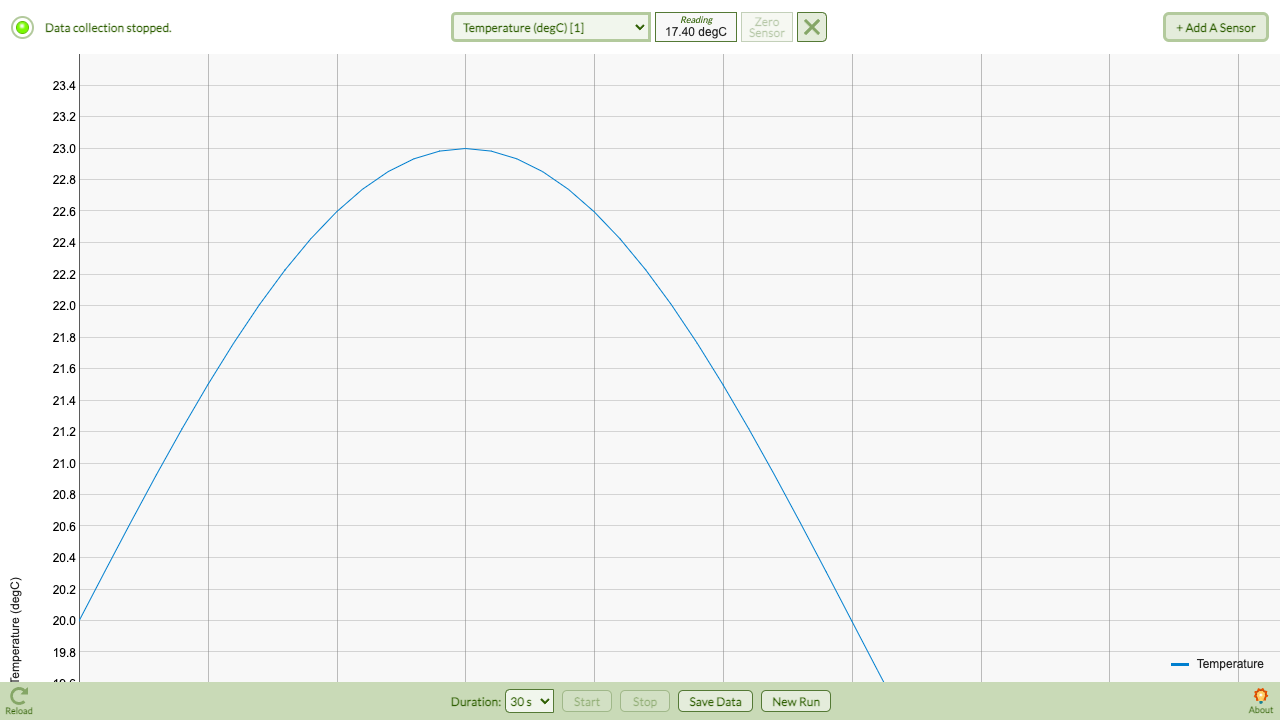 Data collection stopped.
Temperature (degC) [1]
Reading
17.40 degC
Zero
Sensor
+ Add A Sensor
23.4
23.2
23.0
22.8
22.6
22.4
22.2
22.0
21.8
21.6
21.4
21.2
21.0
20.8
20.6
20.4
20.2
20.0
19.8
19.6
Temperature (degC)
Temperature
Reload
Duration:
30 s
Start
Stop
Save Data
New Run
About